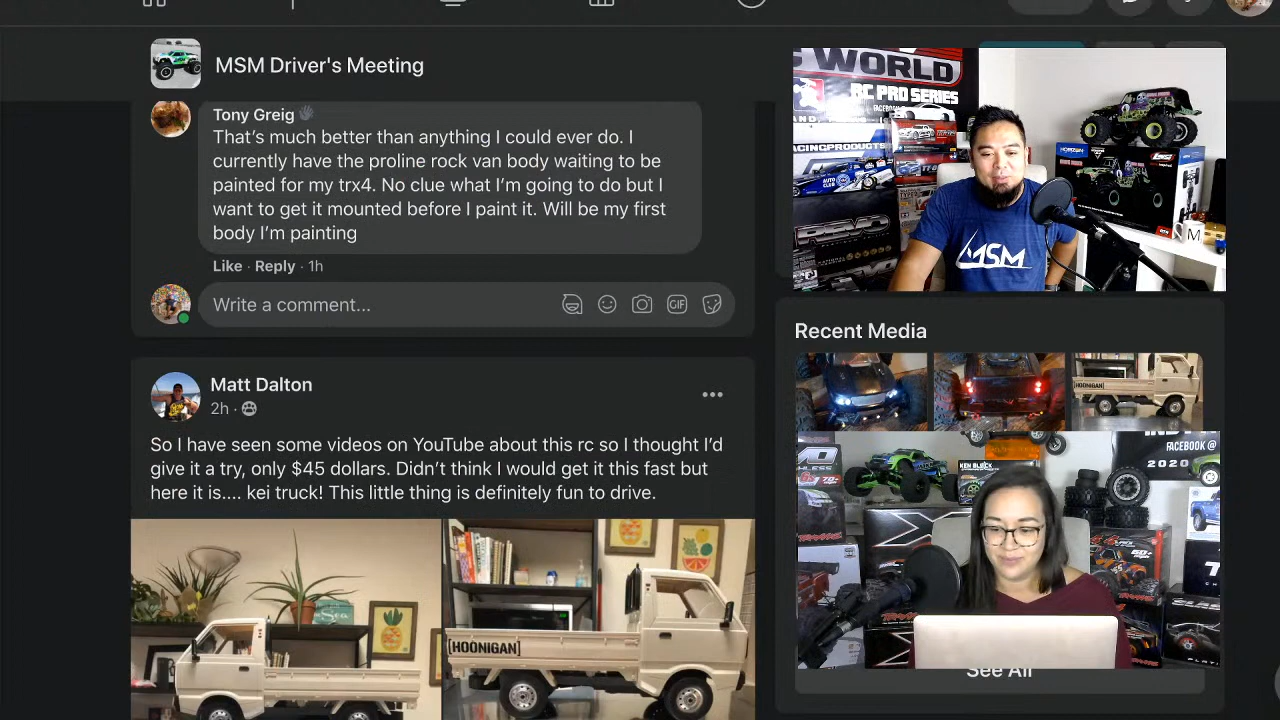 MSM Driver's Meeting
Tony Greig
That's much better than anything I could ever do. I
currently have the proline rock van body waiting to be
painted for my trx4. No clue what I'm going to do but I
want to get it mounted before I paint it. Will be my first
body I'm painting
Like · Reply · 1h
Write a comment...
GIF
Matt Dalton
2h ·
So I have seen some videos on YouTube about this rc so I thought I'd
give it a try, only $45 dollars. Didn't think I would get it this fast but
here it is.... kei truck! This little thing is definitely fun to drive.
[HOONIGAN]
WORLD
RC PRO SERIES
REVO
MSM
M
Recent Media
HOONIGAN
KEN BLOCK
FACEBOOK @
2020
See All